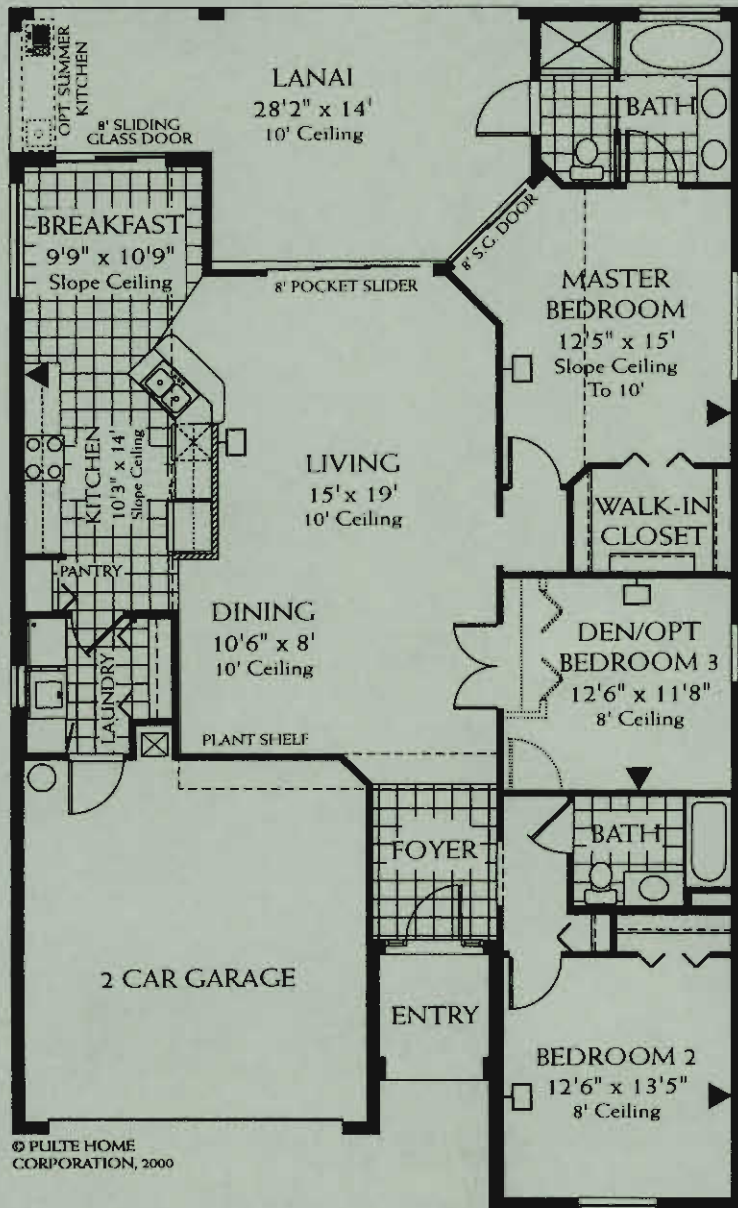 OPT SUMMER
KITCHEN
LANAI
28'2" x 14'
10' Ceiling
8' SLIDING
GLASS DOOR
BATH
BREAKFAST
9'9" x 10'9"
Slope Ceiling
8' POCKET SLIDER
8' S.G. DOOR
MASTER
BEDROOM
12'5" x 15'
Slope Ceiling
To 10'
KITCHEN
10'3" x 14'
Slope Ceiling
LIVING
15' x 19'
10' Ceiling
WALK-IN
CLOSET
PANTRY
DINING
10'6" x 8'
10' Ceiling
DEN/OPT
BEDROOM 3
12'6" x 11'8"
8' Ceiling
LAUNDRY
PLANT SHELF
FOYER
BATH
2 CAR GARAGE
ENTRY
BEDROOM 2
12'6" x 13'5"
8' Ceiling
© PULTE HOME
CORPORATION, 2000